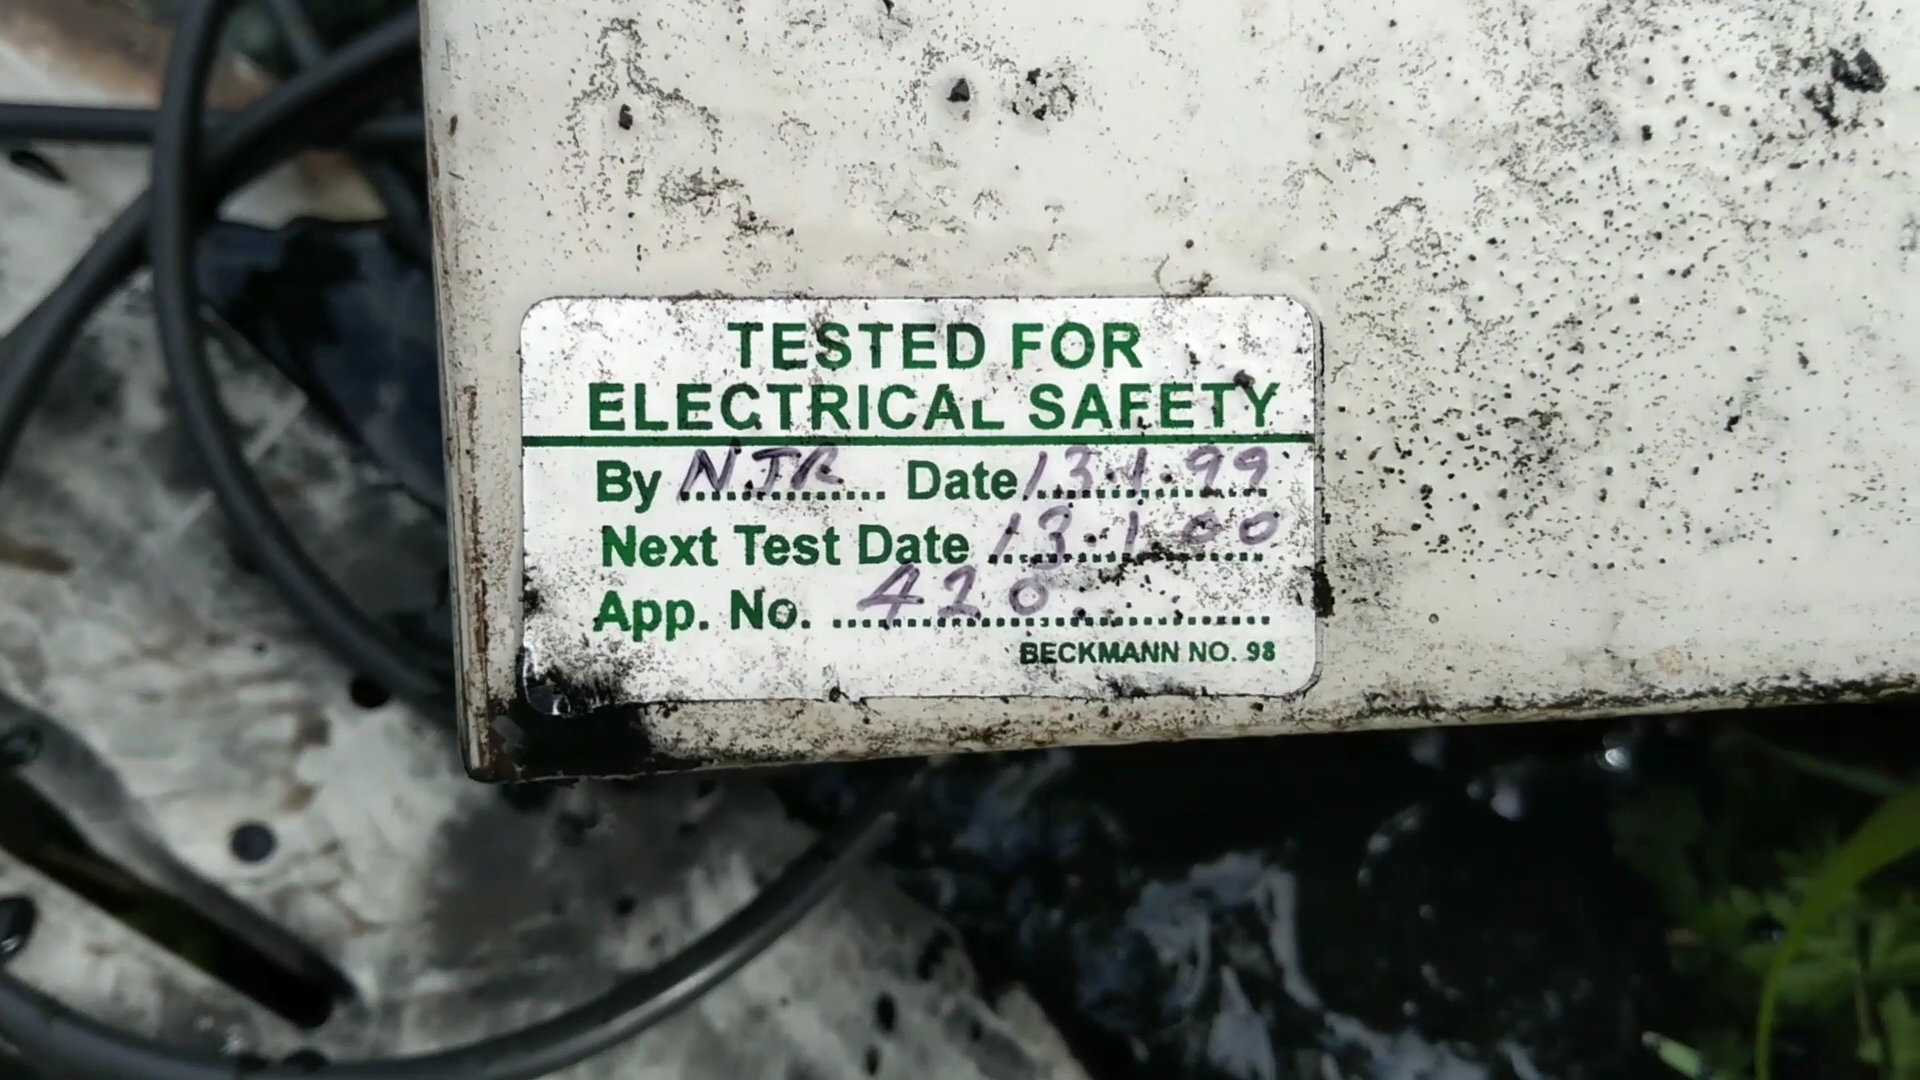 TESTED FOR
ELECTRICAL SAFETY
By NJR Date 13.1.99
Next Test Date 13.1.00
App. No. 420
BECKMANN NO. 98